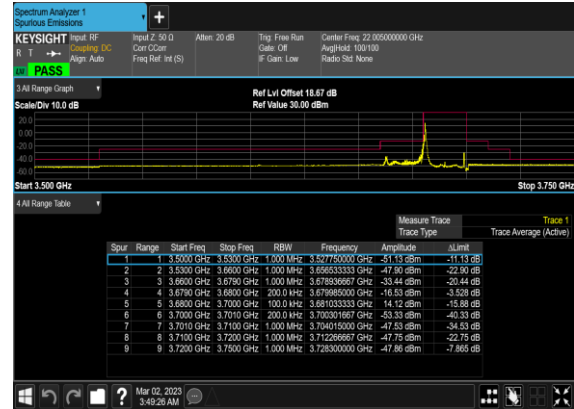 Spectrum Analyzer 1
Spurious Emissions
KEYSIGHT Input: RF Input Z: 50 Ω Atten: 20 dB Trig: Free Run Center Freq: 22.005000000 GHz
R T Coupling: DC Corr CCorr Gate: Off Avg|Hold: 100/100
Align: Auto Freq Ref: Int (S) IF Gain: Low Radio Std: None
PASS
3 All Range Graph
Ref Lvl Offset 18.67 dB
Scale/Div 10.0 dB Ref Value 30.00 dBm
20.0
0.00
-20.0
-40.0
-60.0
Start 3.500 GHz Stop 3.750 GHz
4 All Range Table
Measure Trace Trace 1
Trace Type Trace Average (Active)
Spur Range Start Freq Stop Freq RBW Frequency Amplitude ΔLimit
1 1 3.5000 GHz 3.5300 GHz 1.000 MHz 3.527750000 GHz -51.13 dBm -11.13 dB
2 2 3.5300 GHz 3.6600 GHz 1.000 MHz 3.656533333 GHz -47.90 dBm -22.90 dB
3 3 3.6600 GHz 3.6790 GHz 1.000 MHz 3.678936667 GHz -33.44 dBm -20.44 dB
4 4 3.6790 GHz 3.6800 GHz 200.0 kHz 3.679985000 GHz -16.53 dBm -3.528 dB
5 5 3.6800 GHz 3.7000 GHz 100.0 kHz 3.681033333 GHz 14.12 dBm -15.88 dB
6 6 3.7000 GHz 3.7010 GHz 200.0 kHz 3.700301667 GHz -53.33 dBm -40.33 dB
7 7 3.7010 GHz 3.7100 GHz 1.000 MHz 3.704015000 GHz -47.53 dBm -34.53 dB
8 8 3.7100 GHz 3.7200 GHz 1.000 MHz 3.712266667 GHz -47.75 dBm -22.75 dB
9 9 3.7200 GHz 3.7500 GHz 1.000 MHz 3.728300000 GHz -47.86 dBm -7.865 dB
Mar 02, 2023
3:49:26 AM